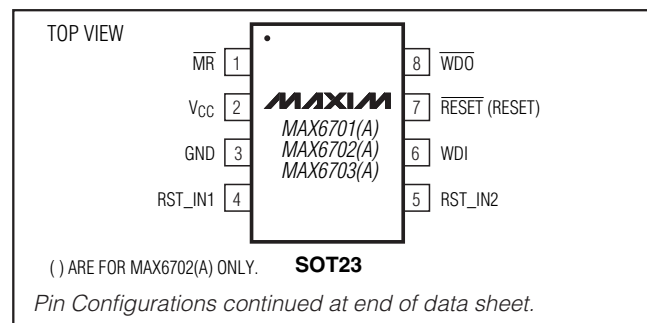 TOP VIEW
MR 1
VCC 2
GND 3
RST_IN1 4
MAXIM
MAX6701(A)
MAX6702(A)
MAX6703(A)
8 WDO
7 RESET (RESET)
6 WDI
5 RST_IN2
( ) ARE FOR MAX6702(A) ONLY.
SOT23
Pin Configurations continued at end of data sheet.